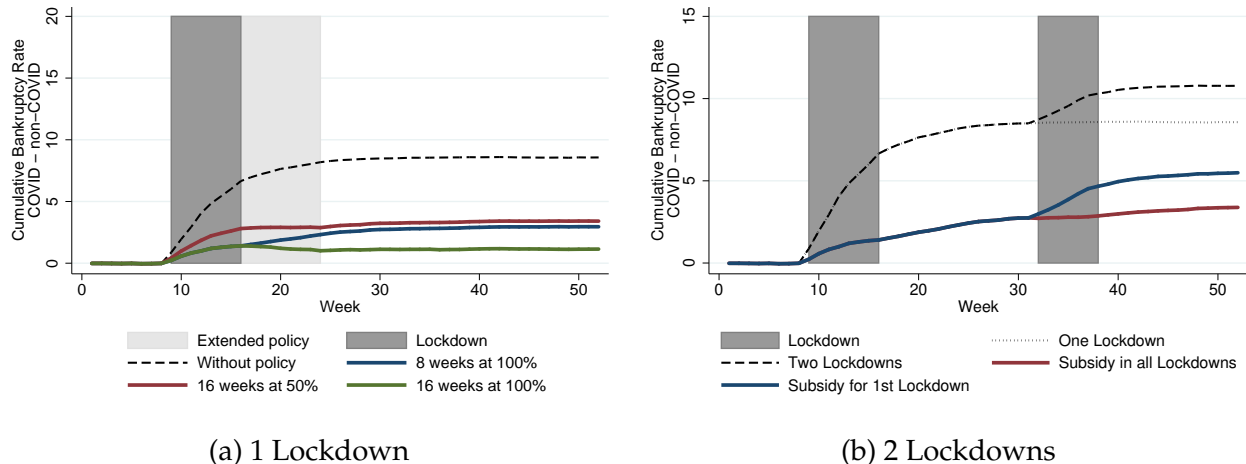 Cumulative Bankruptcy Rate
COVID − non−COVID
20
15
10
5
0
0 10 20 30 40 50
Week
Extended policy Lockdown
Without policy 8 weeks at 100%
16 weeks at 50% 16 weeks at 100%
(a) 1 Lockdown
Cumulative Bankruptcy Rate
COVID − non−COVID
15
10
5
0
0 10 20 30 40 50
Week
Lockdown One Lockdown
Two Lockdowns Subsidy in all Lockdowns
Subsidy for 1st Lockdown
(b) 2 Lockdowns